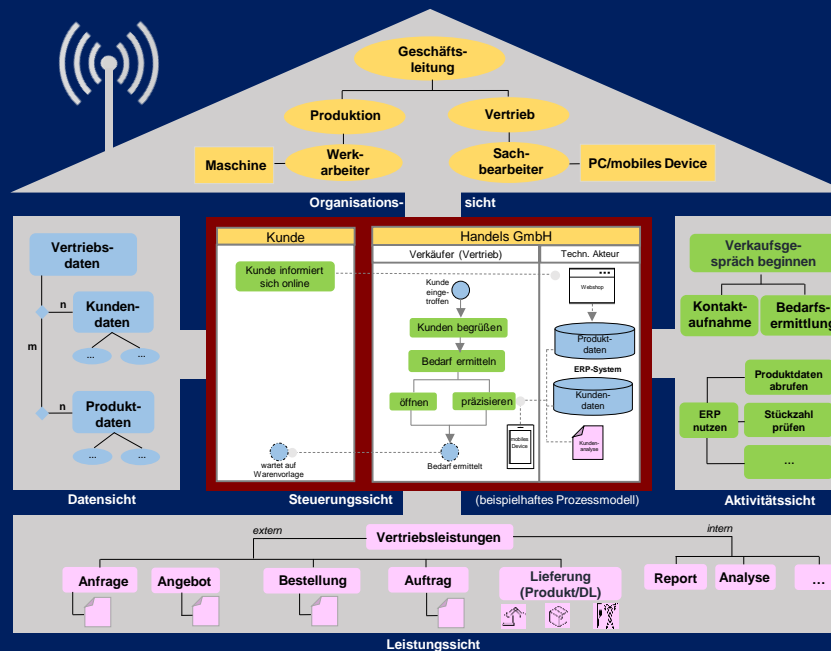 Geschäfts-
leitung
Produktion
Vertrieb
Maschine
Werk-
arbeiter
Sach-
bearbeiter
PC/mobiles Device
Organisations-
sicht
Vertriebs-
daten
n
Kunden-
daten
...
...
m
n
Produkt-
daten
...
...
Datensicht
Kunde
Handels GmbH
Verkäufer (Vertrieb)
Techn. Akteur
Kunde informiert
sich online
Kunde
einge-
troffen
Webshop
Kunden begrüßen
Produkt-
daten
Bedarf ermitteln
ERP-System
Kunden-
daten
öffnen
präzisieren
mobiles
Device
Kunden-
analyse
wartet auf
Warenvorlage
Bedarf ermittelt
Steuerungssicht
(beispielhaftes Prozessmodell)
Verkaufsge-
spräch beginnen
Kontakt-
aufnahme
Bedarfs-
ermittlung
Produktdaten
abrufen
ERP
nutzen
Stückzahl
prüfen
...
Aktivitätssicht
extern
Vertriebsleistungen
intern
Anfrage
Angebot
Bestellung
Auftrag
Lieferung
(Produkt/DL)
Report
Analyse
...
Leistungssicht